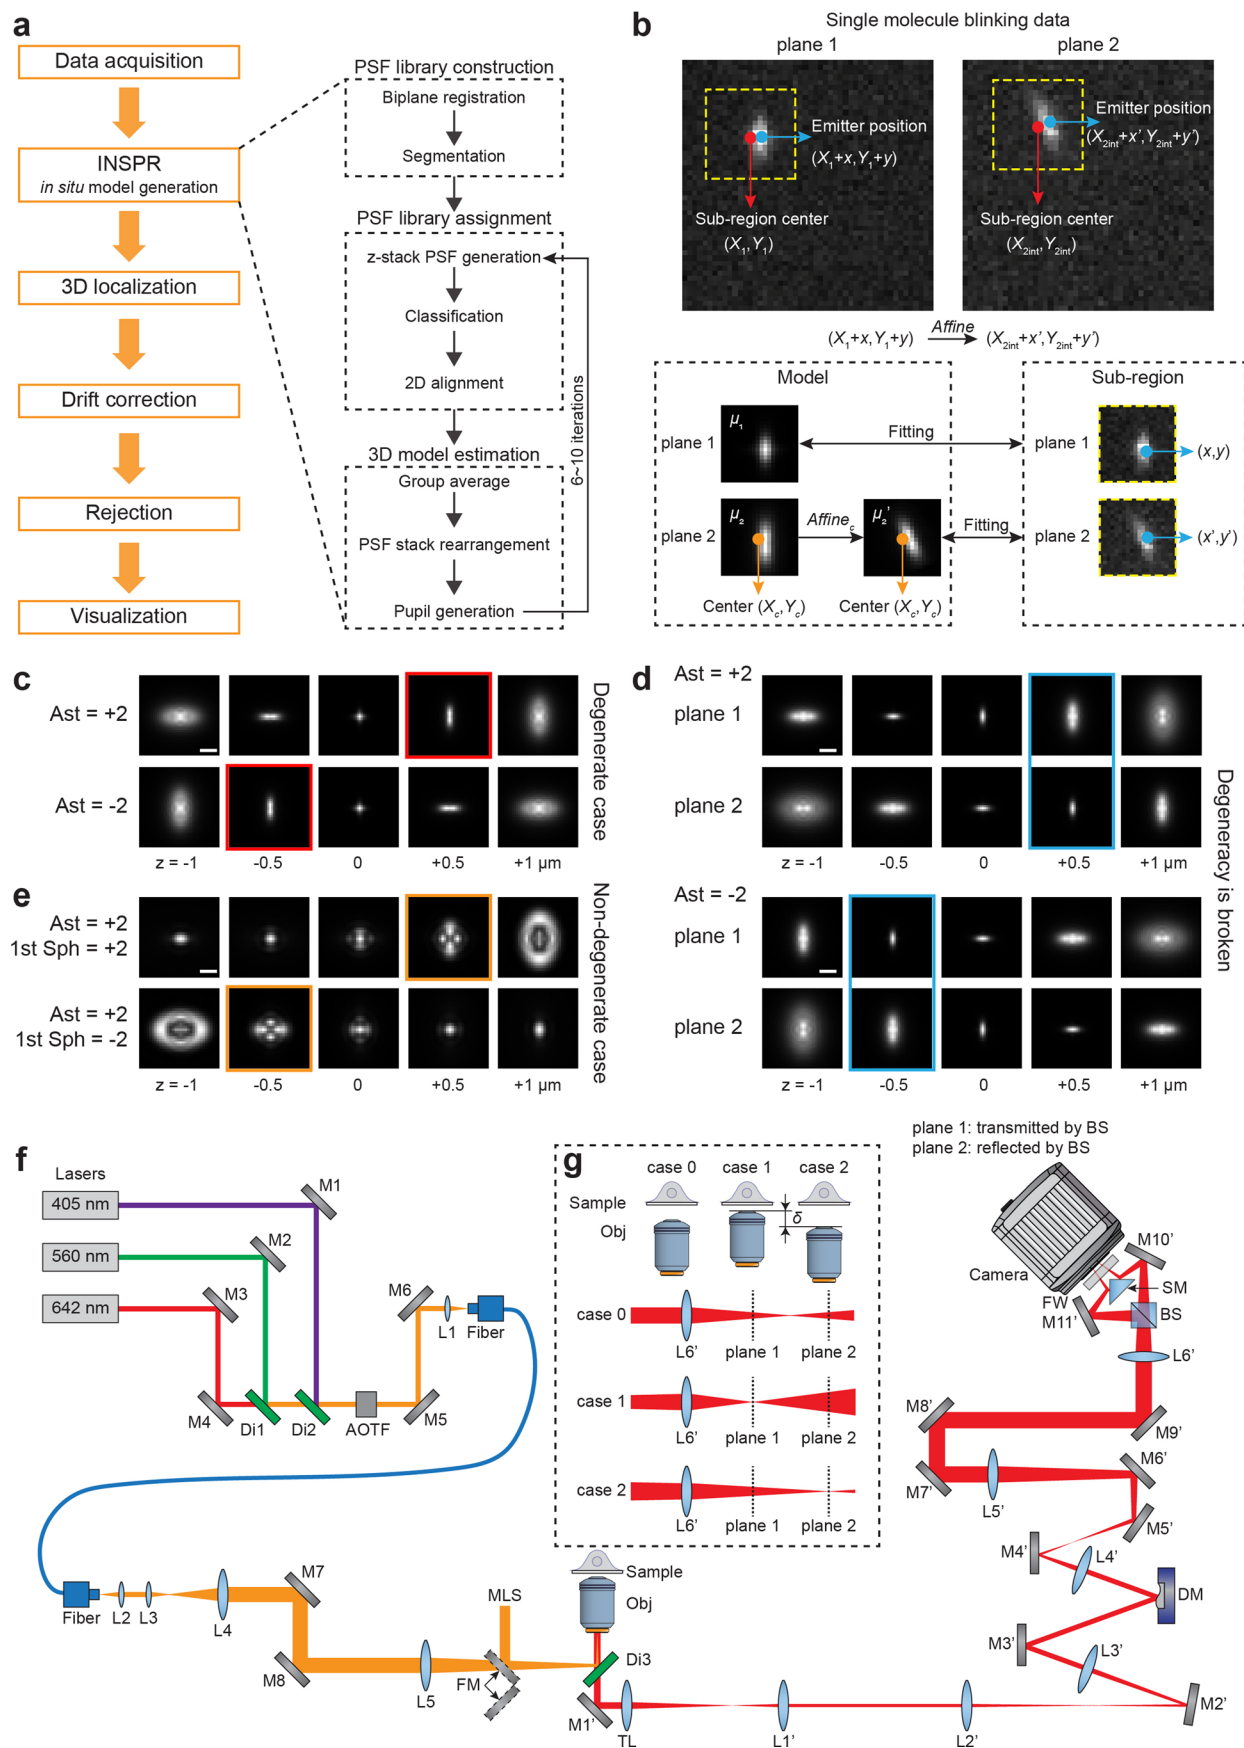 a
Data acquisition
INSPR
in situ model generation
3D localization
Drift correction
Rejection
Visualization
PSF library construction
Biplane registration
Segmentation
PSF library assignment
z-stack PSF generation
Classification
2D alignment
3D model estimation
Group average
PSF stack rearrangement
Pupil generation
6~10 iterations
b
Single molecule blinking data
plane 1
plane 2
Emitter position
(X1+x,Y1+y)
Sub-region center
(X1,Y1)
Emitter position
(X2int+x',Y2int+y')
Sub-region center
(X2int,Y2int)
(X1+x,Y1+y) Affine (X2int+x',Y2int+y')
Model
plane 1
μ1
Fitting
plane 2
μ2
Affinec
μ2'
Fitting
Center (Xc,Yc)
Center (Xc,Yc)
Sub-region
plane 1
(x,y)
plane 2
(x',y')
c
Ast = +2
Ast = -2
z = -1 -0.5 0 +0.5 +1 μm
Degenerate case
d
Ast = +2
plane 1
plane 2
Ast = -2
plane 1
plane 2
z = -1 -0.5 0 +0.5 +1 μm
Degeneracy is broken
e
Ast = +2
1st Sph = +2
Ast = +2
1st Sph = -2
z = -1 -0.5 0 +0.5 +1 μm
Non-degenerate case
f
Lasers
405 nm
560 nm
642 nm
M1
M2
M3
M4
Di1
Di2
AOTF
M5
M6
L1
Fiber
Fiber
L2
L3
L4
M7
M8
L5
MLS
FM
Sample
Obj
Di3
M1'
TL
L1'
L2'
M2'
L3'
M3'
DM
L4'
M4'
M5'
M6'
L5'
M7'
M8'
M9'
L6'
BS
SM
M10'
M11'
FW
Camera
plane 1: transmitted by BS
plane 2: reflected by BS
g
case 0 case 1 case 2
Sample
Obj
δ
case 0
L6' plane 1 plane 2
case 1
L6' plane 1 plane 2
case 2
L6' plane 1 plane 2